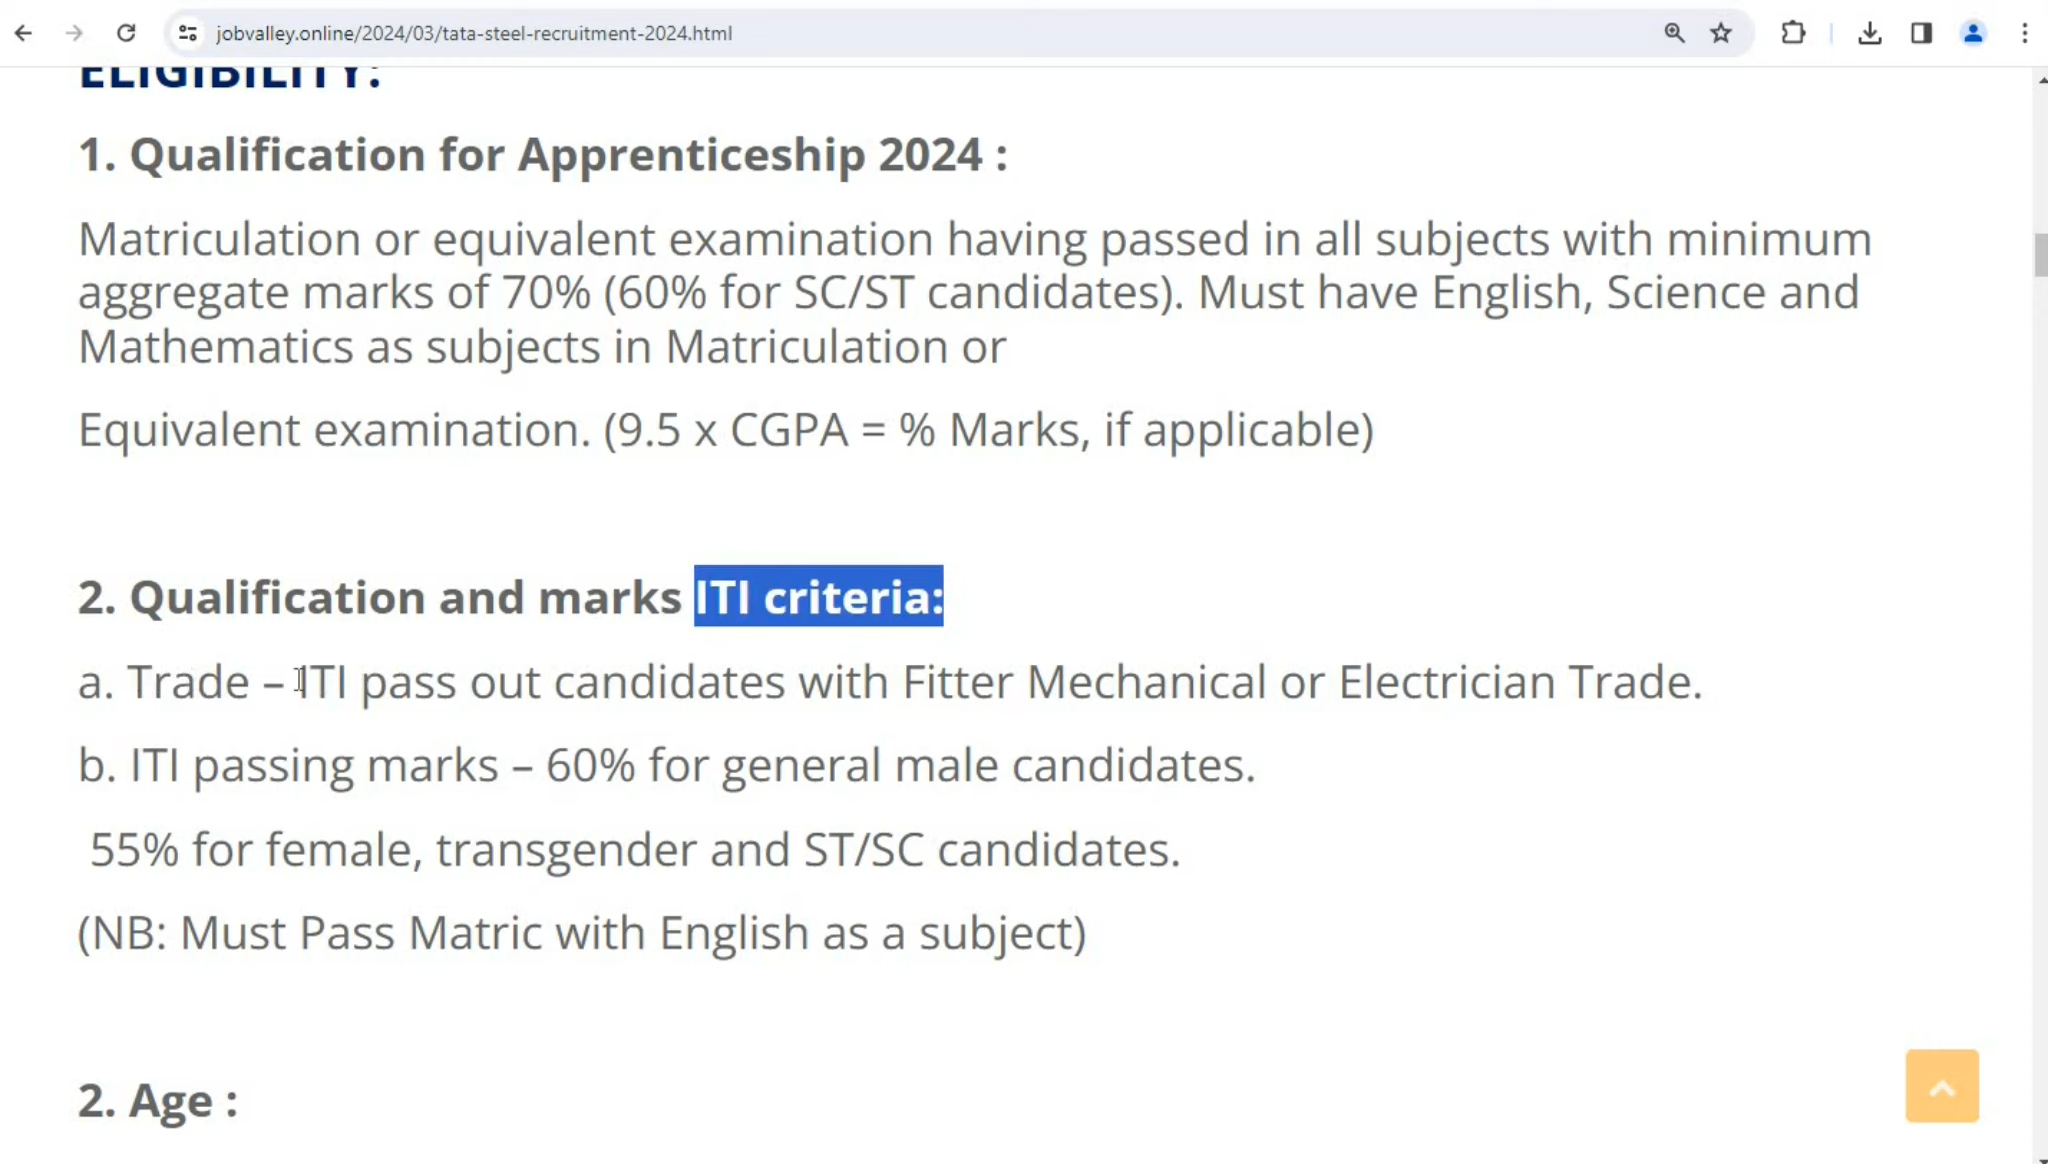 jobvalley.online/2024/03/tata-steel-recruitment-2024.html
ELIGIBILITY:
1. Qualification for Apprenticeship 2024 :
Matriculation or equivalent examination having passed in all subjects with minimum
aggregate marks of 70% (60% for SC/ST candidates). Must have English, Science and
Mathematics as subjects in Matriculation or
Equivalent examination. (9.5 x CGPA = % Marks, if applicable)
2. Qualification and marks ITI criteria:
a. Trade – ITI pass out candidates with Fitter Mechanical or Electrician Trade.
b. ITI passing marks – 60% for general male candidates.
55% for female, transgender and ST/SC candidates.
(NB: Must Pass Matric with English as a subject)
2. Age :